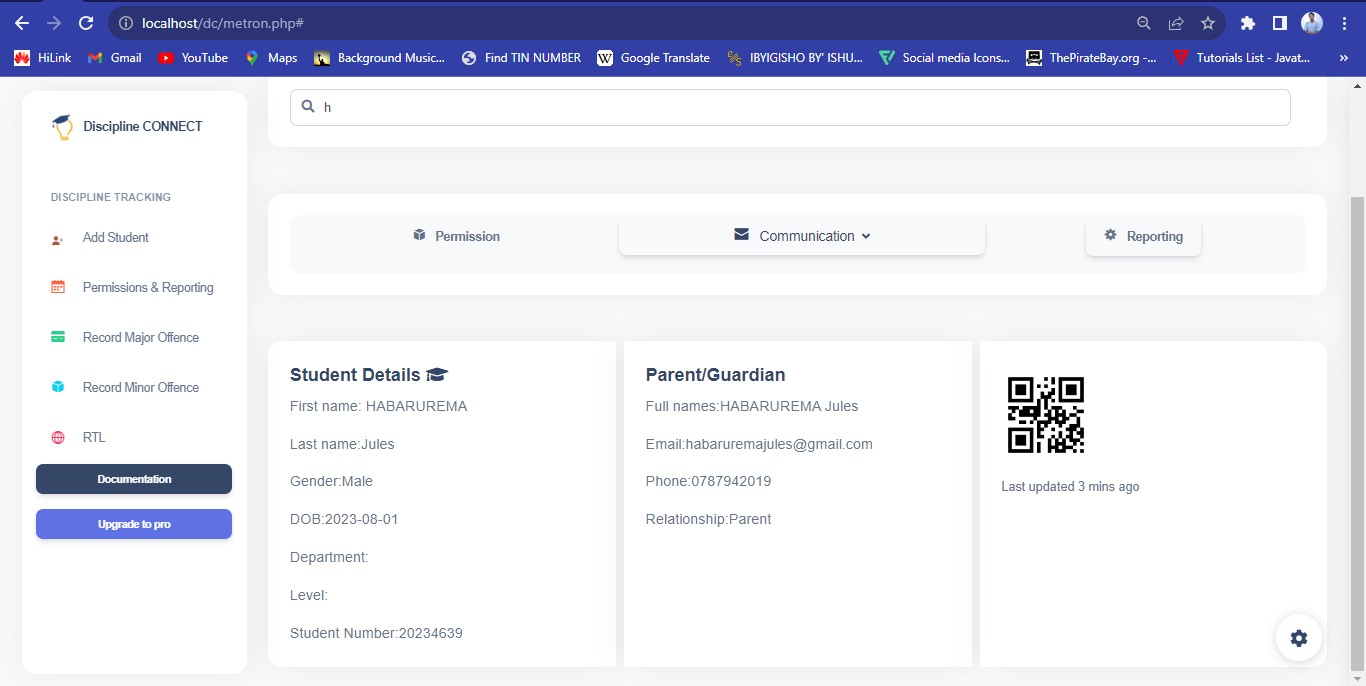 localhost/dc/metron.php#
HiLink Gmail YouTube Maps Background Music... Find TIN NUMBER Google Translate IBYIGISHO BY' ISHU... Social media Icons... ThePirateBay.org -... Tutorials List - Javat... »
h
Discipline CONNECT
DISCIPLINE TRACKING
Add Student
Permissions & Reporting
Record Major Offence
Record Minor Offence
RTL
Documentation
Upgrade to pro
Permission Communication Reporting
Student Details
First name: HABARUREMA
Last name:Jules
Gender:Male
DOB:2023-08-01
Department:
Level:
Student Number:20234639
Parent/Guardian
Full names:HABARUREMA Jules
Email:habaruremajules@gmail.com
Phone:0787942019
Relationship:Parent
Last updated 3 mins ago